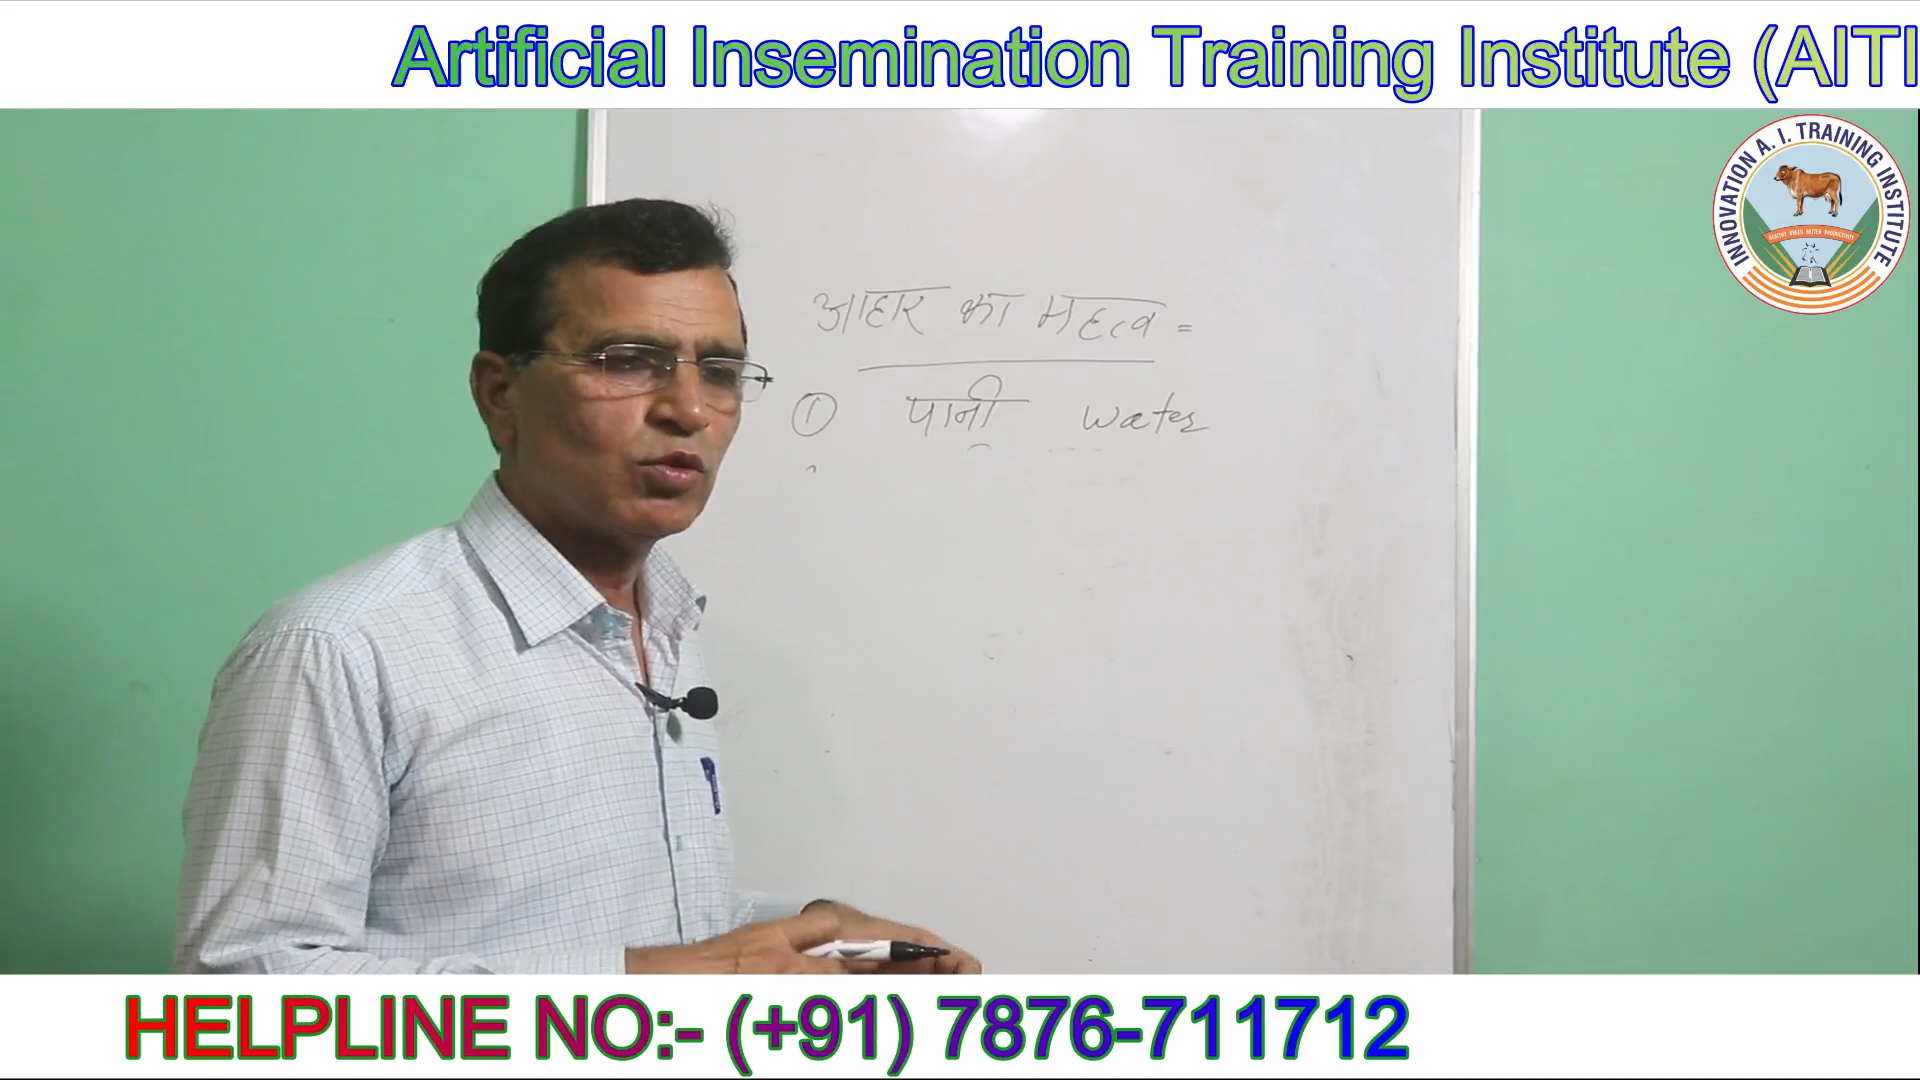 Artificial Insemination Training Institute (AITI
INNOVATION A. I. TRAINING INSTITUTE
आहार का महत्व =
① पानी water
HELPLINE NO:- (+91) 7876-711712